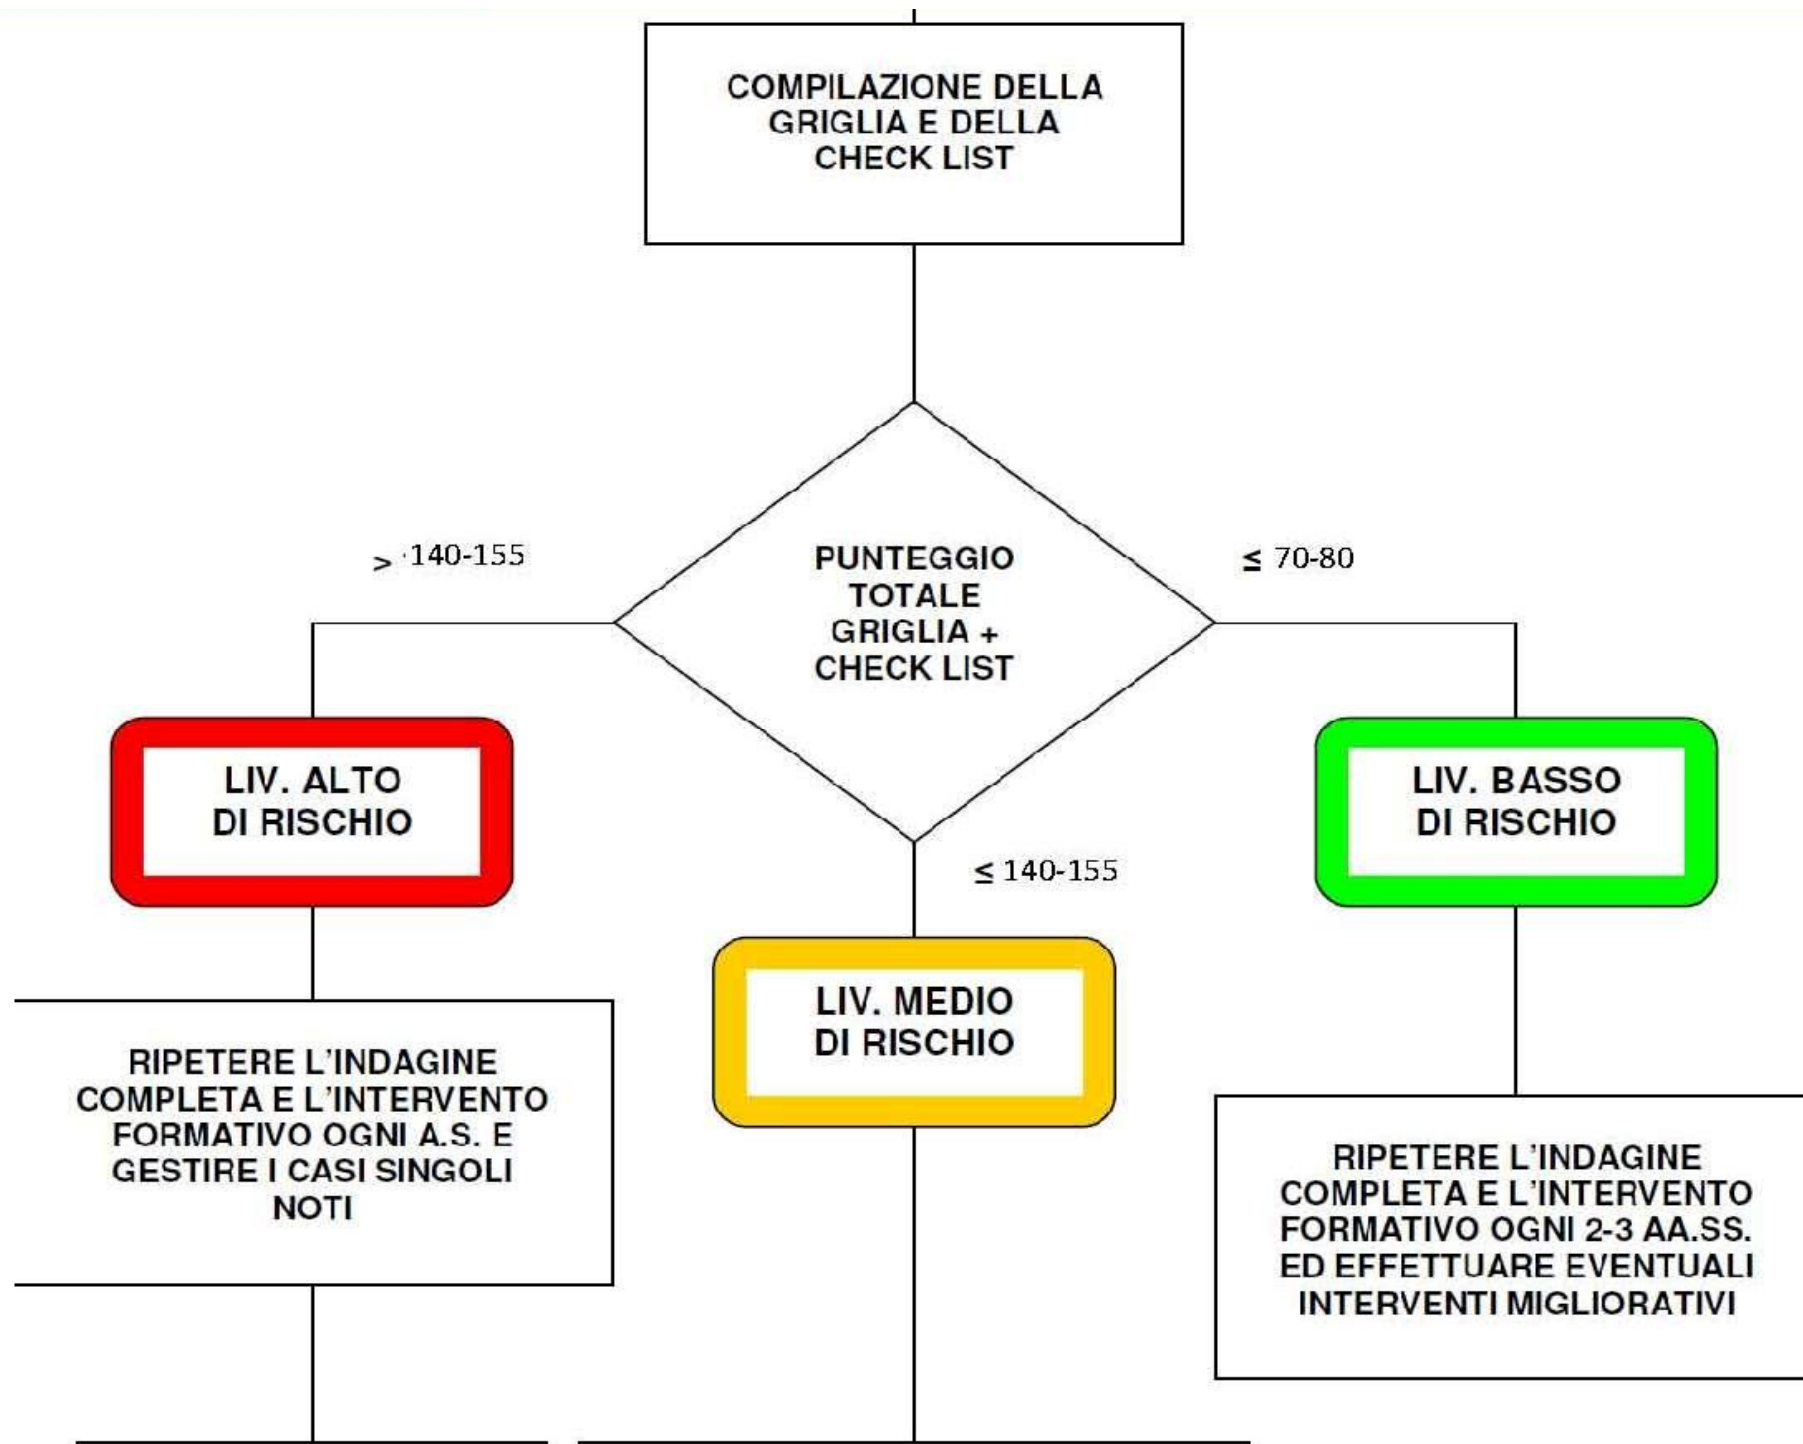 COMPILAZIONE DELLA
GRIGLIA E DELLA
CHECK LIST
> 140-155
≤ 70-80
PUNTEGGIO
TOTALE
GRIGLIA +
CHECK LIST
LIV. ALTO
DI RISCHIO
LIV. BASSO
DI RISCHIO
≤ 140-155
LIV. MEDIO
DI RISCHIO
RIPETERE L'INDAGINE
COMPLETA E L'INTERVENTO
FORMATIVO OGNI A.S. E
GESTIRE I CASI SINGOLI
NOTI
RIPETERE L'INDAGINE
COMPLETA E L'INTERVENTO
FORMATIVO OGNI 2-3 AA.SS.
ED EFFETTUARE EVENTUALI
INTERVENTI MIGLIORATIVI